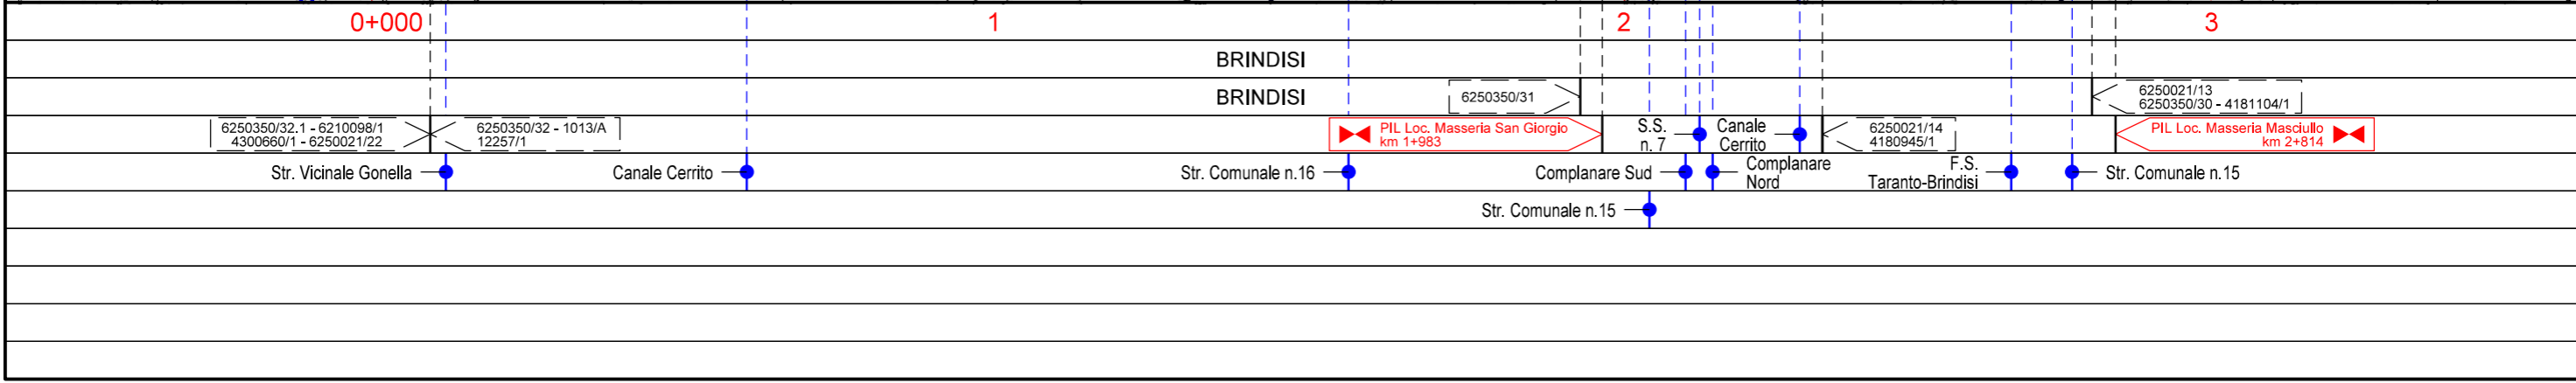 0+000 1 2 3
BRINDISI
BRINDISI
6250350/31
6250021/13
6250350/30 - 4181104/1
6250350/32.1 - 6210098/1
4300660/1 - 6250021/22
6250350/32 - 1013/A
12257/1
PIL Loc. Masseria San Giorgio
km 1+983
S.S.
n. 7
Canale
Cerrito
6250021/14
4180945/1
PIL Loc. Masseria Masciullo
km 2+814
Str. Vicinale Gonella
Canale Cerrito
Str. Comunale n.16
Complanare Sud
Complanare
Nord
F.S.
Taranto-Brindisi
Str. Comunale n.15
Str. Comunale n.15